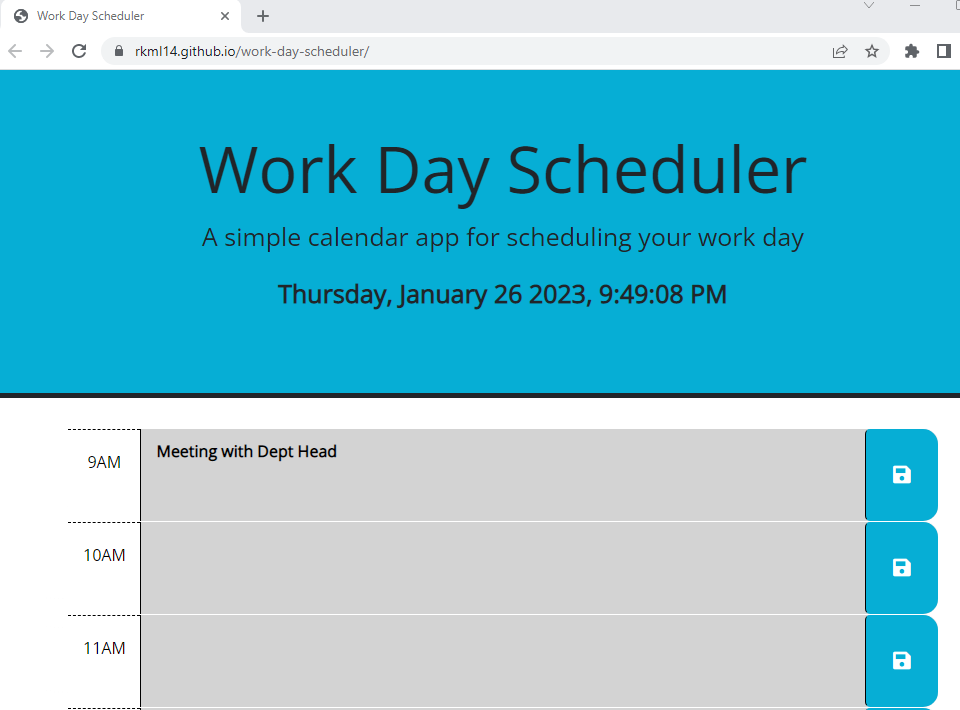 Work Day Scheduler
rkml14.github.io/work-day-scheduler/
Work Day Scheduler
A simple calendar app for scheduling your work day
Thursday, January 26 2023, 9:49:08 PM
9AM
Meeting with Dept Head
10AM
11AM